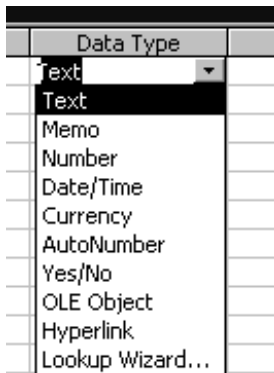 Data Type
Text
Text
Memo
Number
Date/Time
Currency
AutoNumber
Yes/No
OLE Object
Hyperlink
Lookup Wizard...